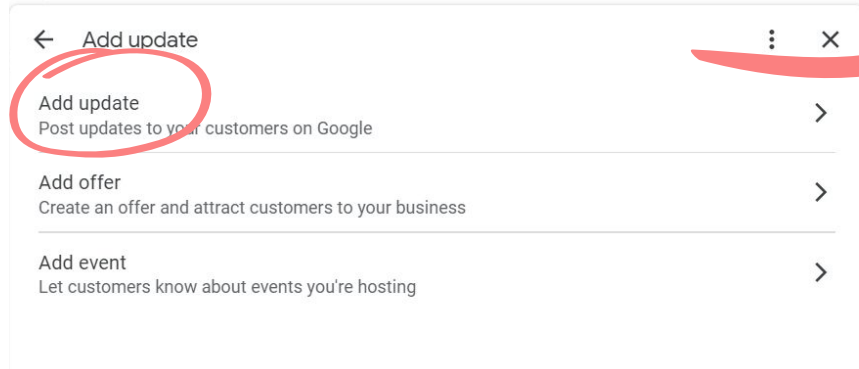 Add update
Add update
Post updates to your customers on Google
Add offer
Create an offer and attract customers to your business
Add event
Let customers know about events you're hosting